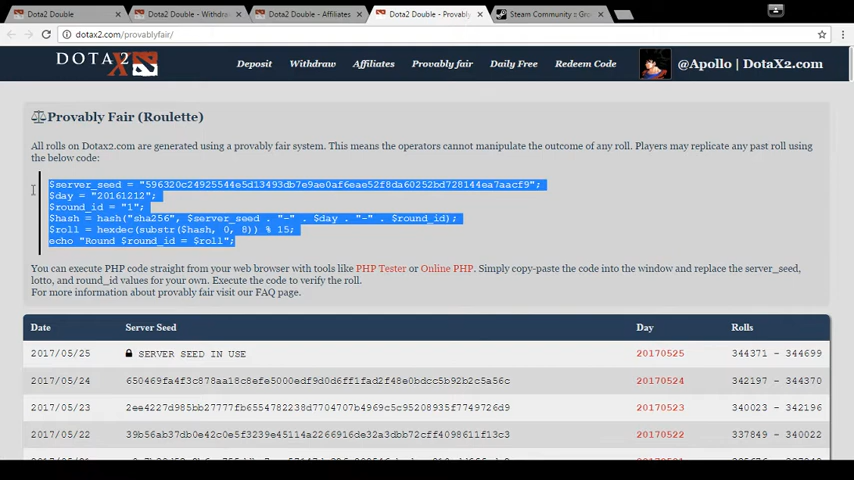 Dota2 Double
Dota2 Double - Withdra
Dota2 Double - Affiliates
Dota2 Double - Provably
Steam Community :: Gro
dotax2.com/provablyfair/
DOTA 2
X
Deposit
Withdraw
Affiliates
Provably fair
Daily Free
Redeem Code
@Apollo | DotaX2.com
Provably Fair (Roulette)
All rolls on Dotax2.com are generated using a provably fair system. This means the operators cannot manipulate the outcome of any roll. Players may replicate any past roll using
the below code:
$server_seed = "596320c24925544e5d13493db7e9ae0af6eae52f8da60252bd728144ea7aacf9";
$day = "20161212";
$round_id = "1";
$hash = hash("sha256", $server_seed . "-" . $day . "-" . $round_id);
$roll = hexdec(substr($hash, 0, 8)) % 15;
echo "Round $round_id = $roll";
You can execute PHP code straight from your web browser with tools like PHP Tester or Online PHP. Simply copy-paste the code into the window and replace the server_seed,
lotto, and round_id values for your own. Execute the code to verify the roll.
For more information about provably fair visit our FAQ page.
Date Server Seed Day Rolls
2017/05/25 SERVER SEED IN USE 20170525 344371 - 344699
2017/05/24 650469fa4f3c878aa18c8efe5000edf9d0d6ff1fad2f48e0bdcc5b92b2c5a56c 20170524 342197 - 344370
2017/05/23 2ee4227d985bb27777fb6554782238d7704707b4969c5c95208935f7749726d9 20170523 340023 - 342196
2017/05/22 39b56ab37db0e42c0e5f3239e45114a2266916de32a3dbb72cff4098611f13c3 20170522 337849 - 340022